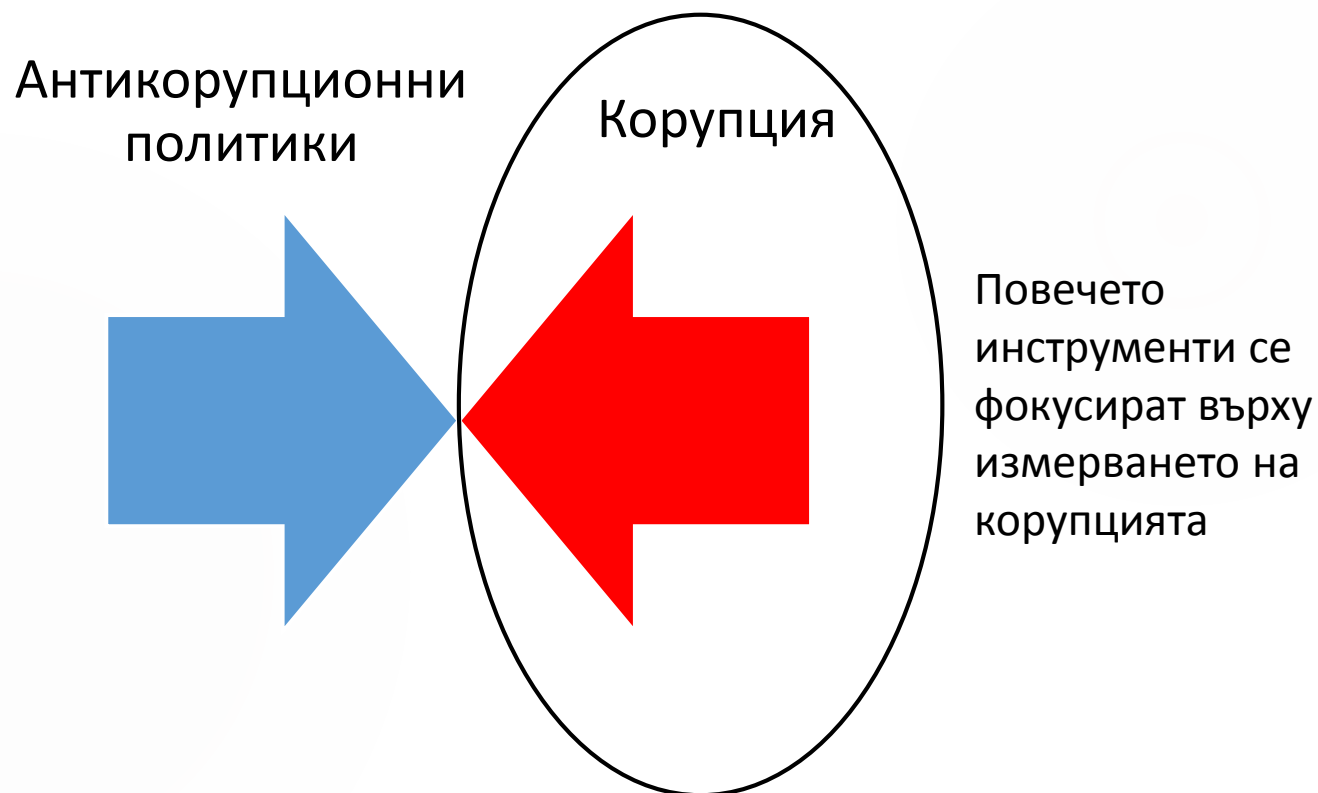 Антикорупционни
политики
Корупция
Повечето
инструменти се
фокусират върху
измерването на
корупцията